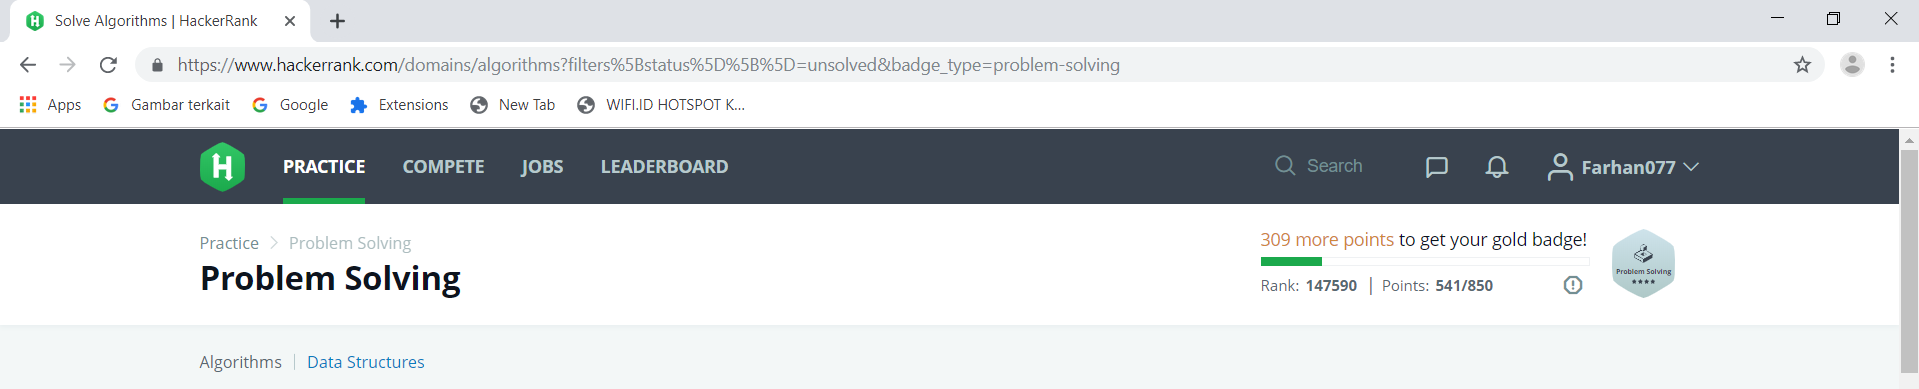 Solve Algorithms | HackerRank
https://www.hackerrank.com/domains/algorithms?filters%5Bstatus%5D%5B%5D=unsolved&badge_type=problem-solving
Apps Gambar terkait Google Extensions New Tab WIFI.ID HOTSPOT K...
H PRACTICE COMPETE JOBS LEADERBOARD Search Farhan077
Practice > Problem Solving
Problem Solving
309 more points to get your gold badge!
Rank: 147590 | Points: 541/850
Problem Solving
Algorithms | Data Structures